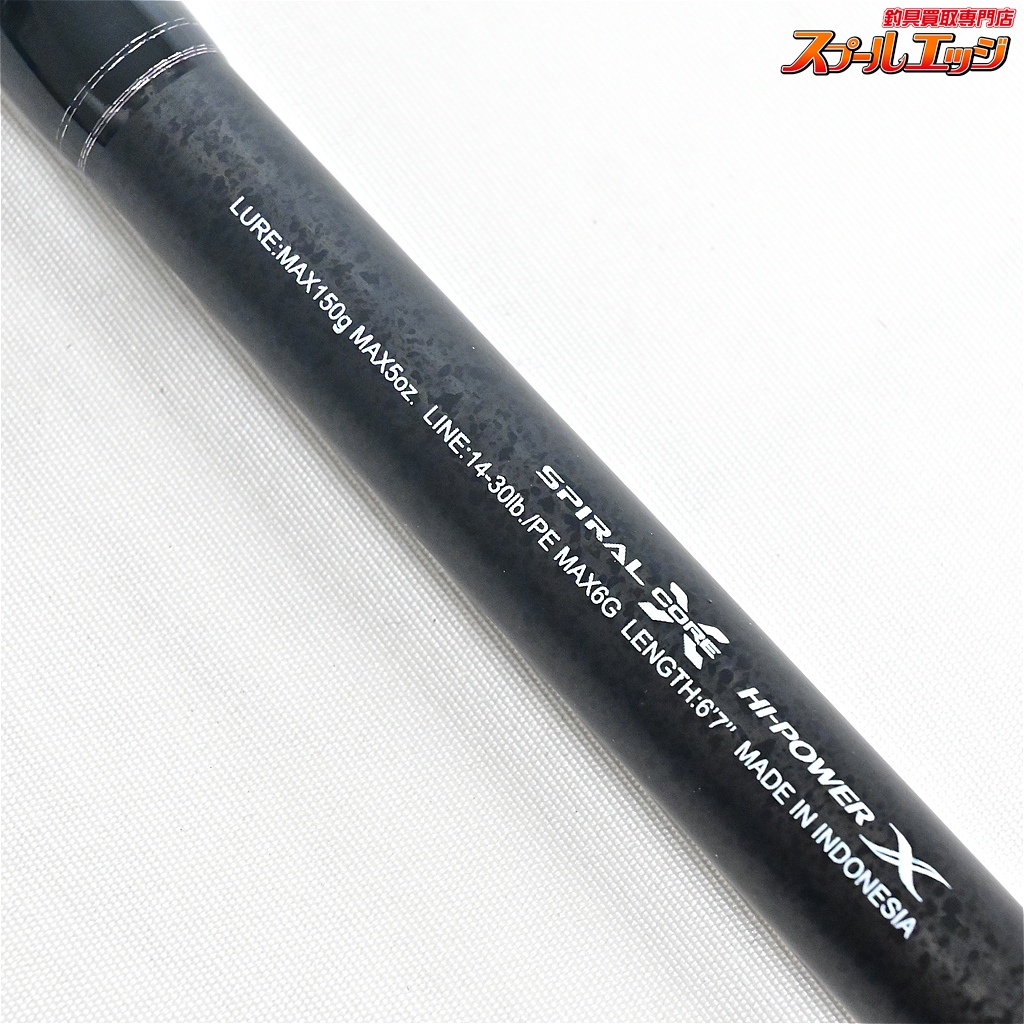 釣具買取専門店
スプールエッジ
SPIRAL X CORE HI-POWER X
LURE:MAX150g MAX5oz. LINE:14-30lb./PE MAX6G LENGTH:6'7" MADE IN INDONESIA